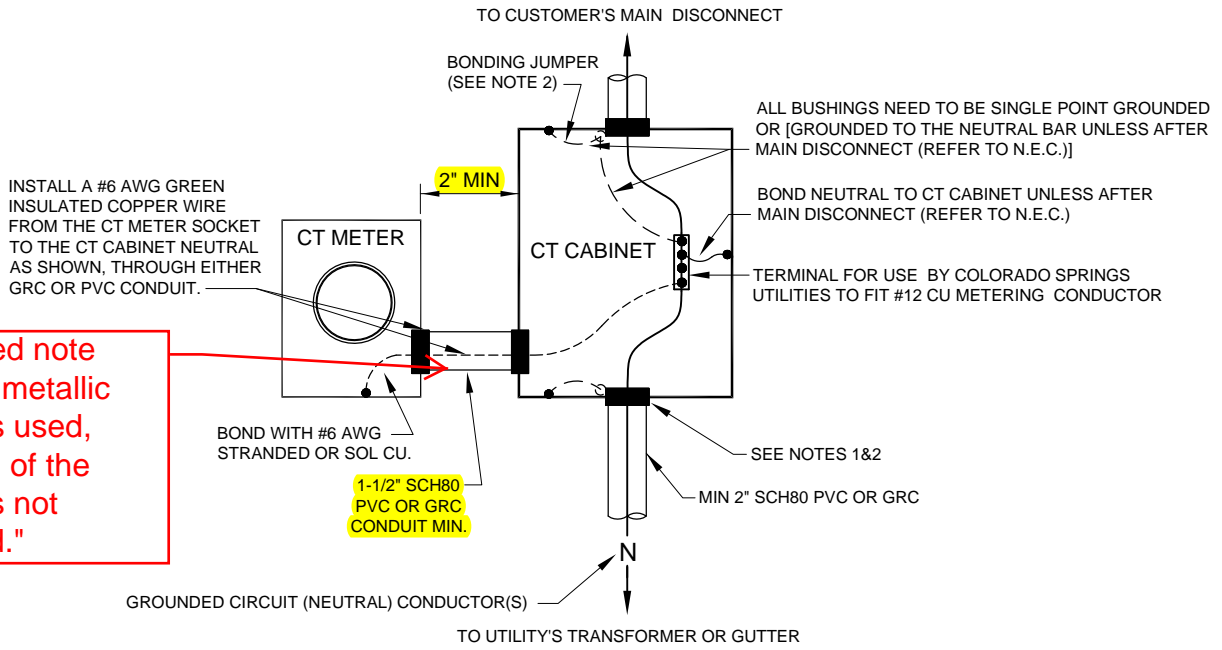 TO CUSTOMER'S MAIN DISCONNECT
BONDING JUMPER
(SEE NOTE 2)
ALL BUSHINGS NEED TO BE SINGLE POINT GROUNDED
OR [GROUNDED TO THE NEUTRAL BAR UNLESS AFTER
MAIN DISCONNECT (REFER TO N.E.C.)]
INSTALL A #6 AWG GREEN
INSULATED COPPER WIRE
FROM THE CT METER SOCKET
TO THE CT CABINET NEUTRAL
AS SHOWN, THROUGH EITHER
GRC OR PVC CONDUIT.
2" MIN
BOND NEUTRAL TO CT CABINET UNLESS AFTER
MAIN DISCONNECT (REFER TO N.E.C.)
CT METER
CT CABINET
TERMINAL FOR USE BY COLORADO SPRINGS
UTILITIES TO FIT #12 CU METERING CONDUCTOR
ed note
metallic
s used,
of the
s not
."
BOND WITH #6 AWG
STRANDED OR SOL CU.
1-1/2" SCH80
PVC OR GRC
CONDUIT MIN.
SEE NOTES 1&2
MIN 2" SCH80 PVC OR GRC
N
GROUNDED CIRCUIT (NEUTRAL) CONDUCTOR(S)
TO UTILITY'S TRANSFORMER OR GUTTER